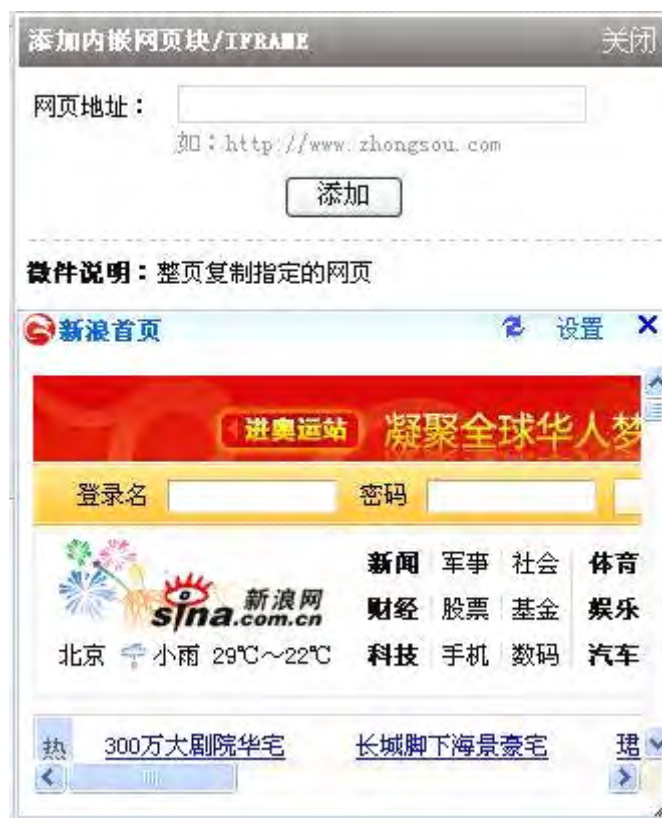 添加内嵌网页块/IFRAME 关闭
网页地址：
如：http://www.zhongsou.com
添加
微件说明：整页复制指定的网页
新浪首页 设置
进奥运站 凝聚全球华人梦
登录名 密码
新闻 军事 社会 体育
新浪网
sina.com.cn
财经 股票 基金 娱乐
北京 小雨 29℃～22℃ 科技 手机 数码 汽车
热 300万大剧院华宅 长城脚下海景豪宅 珺